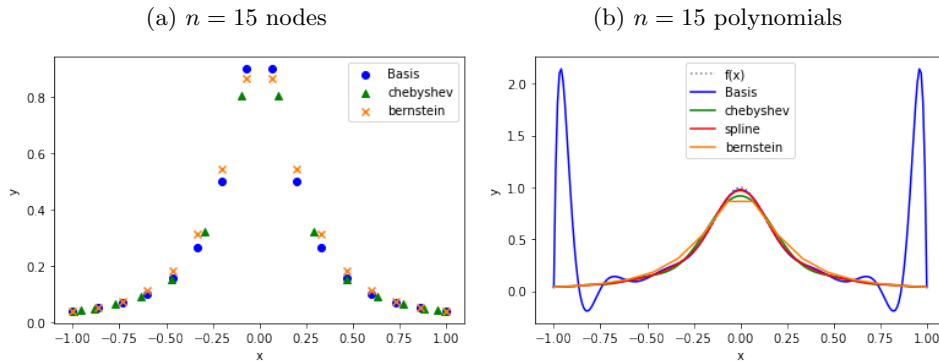 (a) n = 15 nodes
(b) n = 15 polynomials
Basis
chebyshev
bernstein
y
0.8
0.6
0.4
0.2
0.0
−1.00 −0.75 −0.50 −0.25 0.00 0.25 0.50 0.75 1.00
x
f(x)
Basis
chebyshev
spline
bernstein
y
2.0
1.5
1.0
0.5
0.0
−1.00 −0.75 −0.50 −0.25 0.00 0.25 0.50 0.75 1.00
x